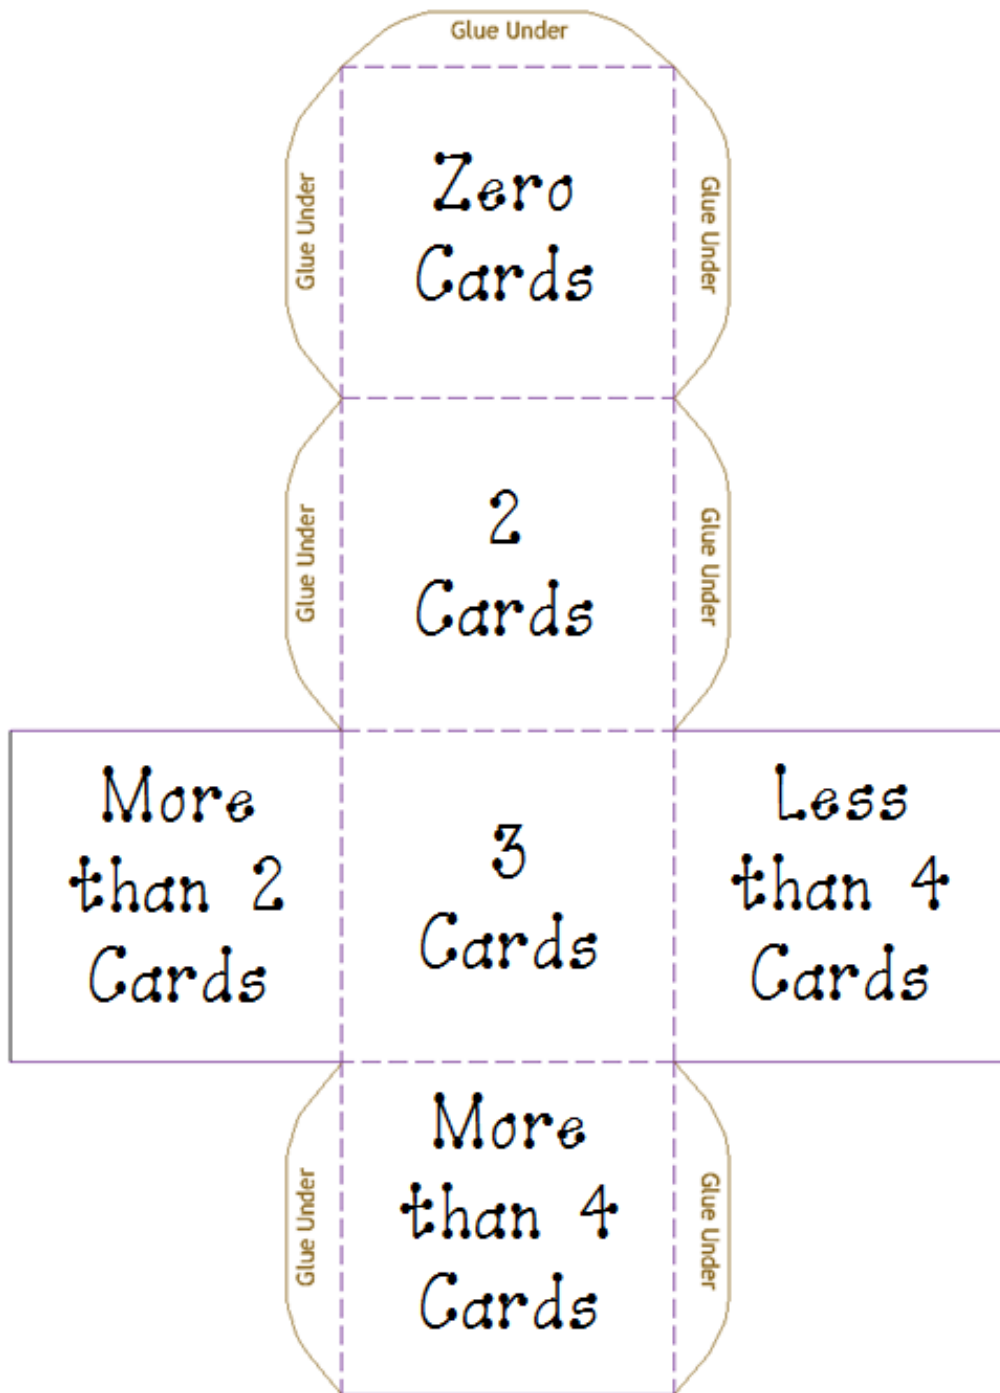 Glue Under
Glue Under
Zero
Cards
Glue Under
Glue Under
2
Cards
Glue Under
More
than 2
Cards
3
Cards
Less
than 4
Cards
Glue Under
More
than 4
Cards
Glue Under